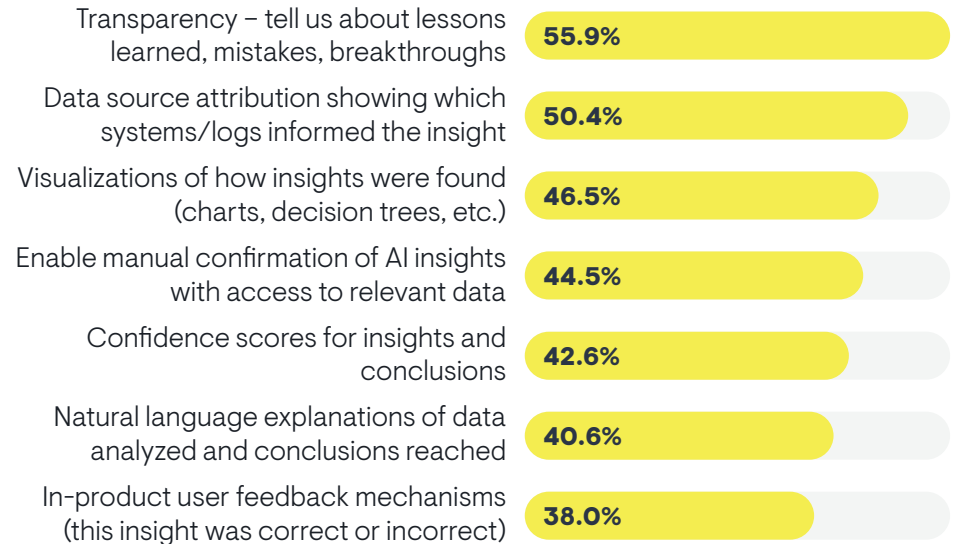 Transparency – tell us about lessons
learned, mistakes, breakthroughs
55.9%
Data source attribution showing which
systems/logs informed the insight
50.4%
Visualizations of how insights were found
(charts, decision trees, etc.)
46.5%
Enable manual confirmation of AI insights
with access to relevant data
44.5%
Confidence scores for insights and
conclusions
42.6%
Natural language explanations of data
analyzed and conclusions reached
40.6%
In-product user feedback mechanisms
(this insight was correct or incorrect)
38.0%